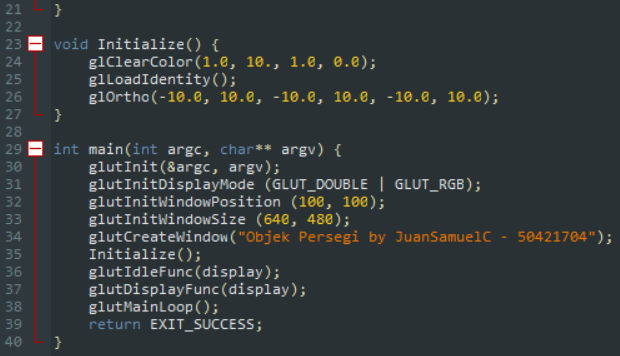 21 }
22
23 void Initialize() {
24 glClearColor(1.0, 10., 1.0, 0.0);
25 glLoadIdentity();
26 glOrtho(-10.0, 10.0, -10.0, 10.0, -10.0, 10.0);
27 }
28
29 int main(int argc, char** argv) {
30 glutInit(&argc, argv);
31 glutInitDisplayMode (GLUT_DOUBLE | GLUT_RGB);
32 glutInitWindowPosition (100, 100);
33 glutInitWindowSize (640, 480);
34 glutCreateWindow("Objek Persegi by JuanSamuelC - 50421704");
35 Initialize();
36 glutIdleFunc(display);
37 glutDisplayFunc(display);
38 glutMainLoop();
39 return EXIT_SUCCESS;
40 }